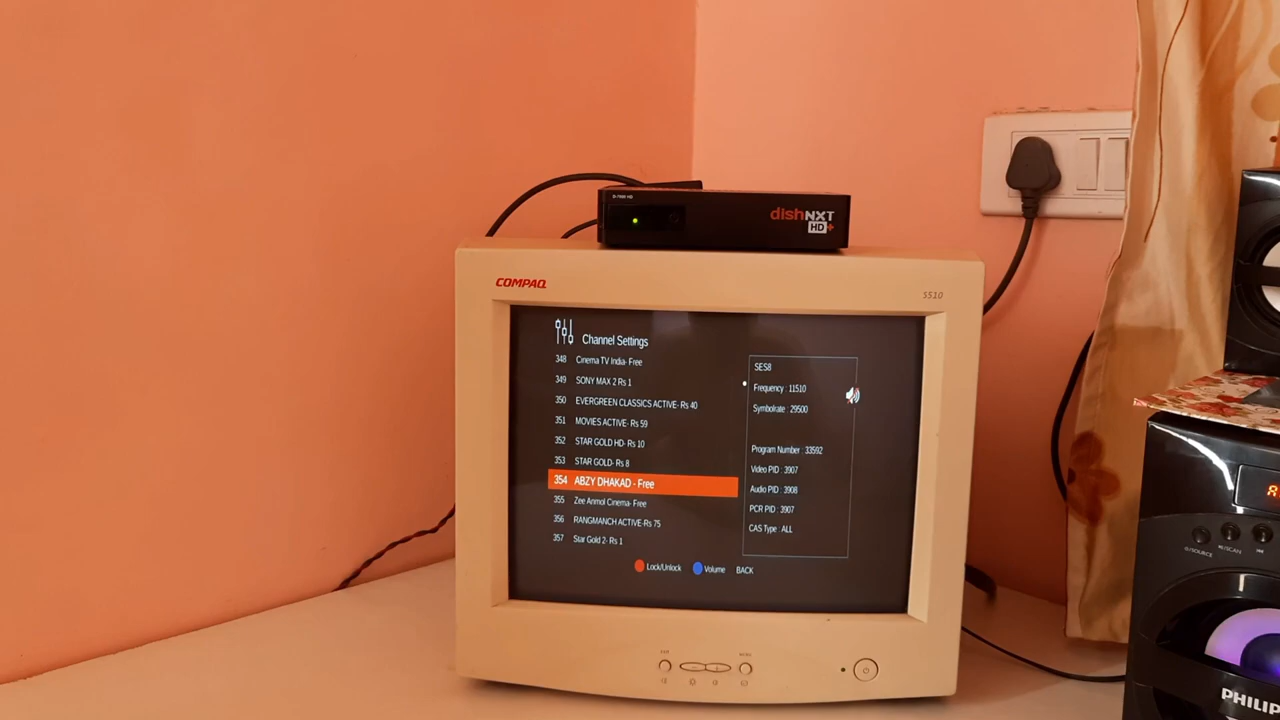 dishNXT
HD+
COMPAQ
S510
Channel Settings
348 Cinema TV India- Free
349 SONY MAX 2 Rs 1
350 EVERGREEN CLASSICS ACTIVE- Rs 40
351 MOVIES ACTIVE- Rs 59
352 STAR GOLD HD- Rs 10
353 STAR GOLD- Rs 8
354 ABZY DHAKAD - Free
355 Zee Anmol Cinema- Free
356 RANGMANCH ACTIVE-Rs 75
357 Star Gold 2- Rs 1
SES8
Frequency : 11510
Symbolrate : 29500
Program Number : 33592
Video PID : 3907
Audio PID : 3908
PCR PID : 3907
CAS Type : ALL
Lock/Unlock Volume BACK
PHILIP